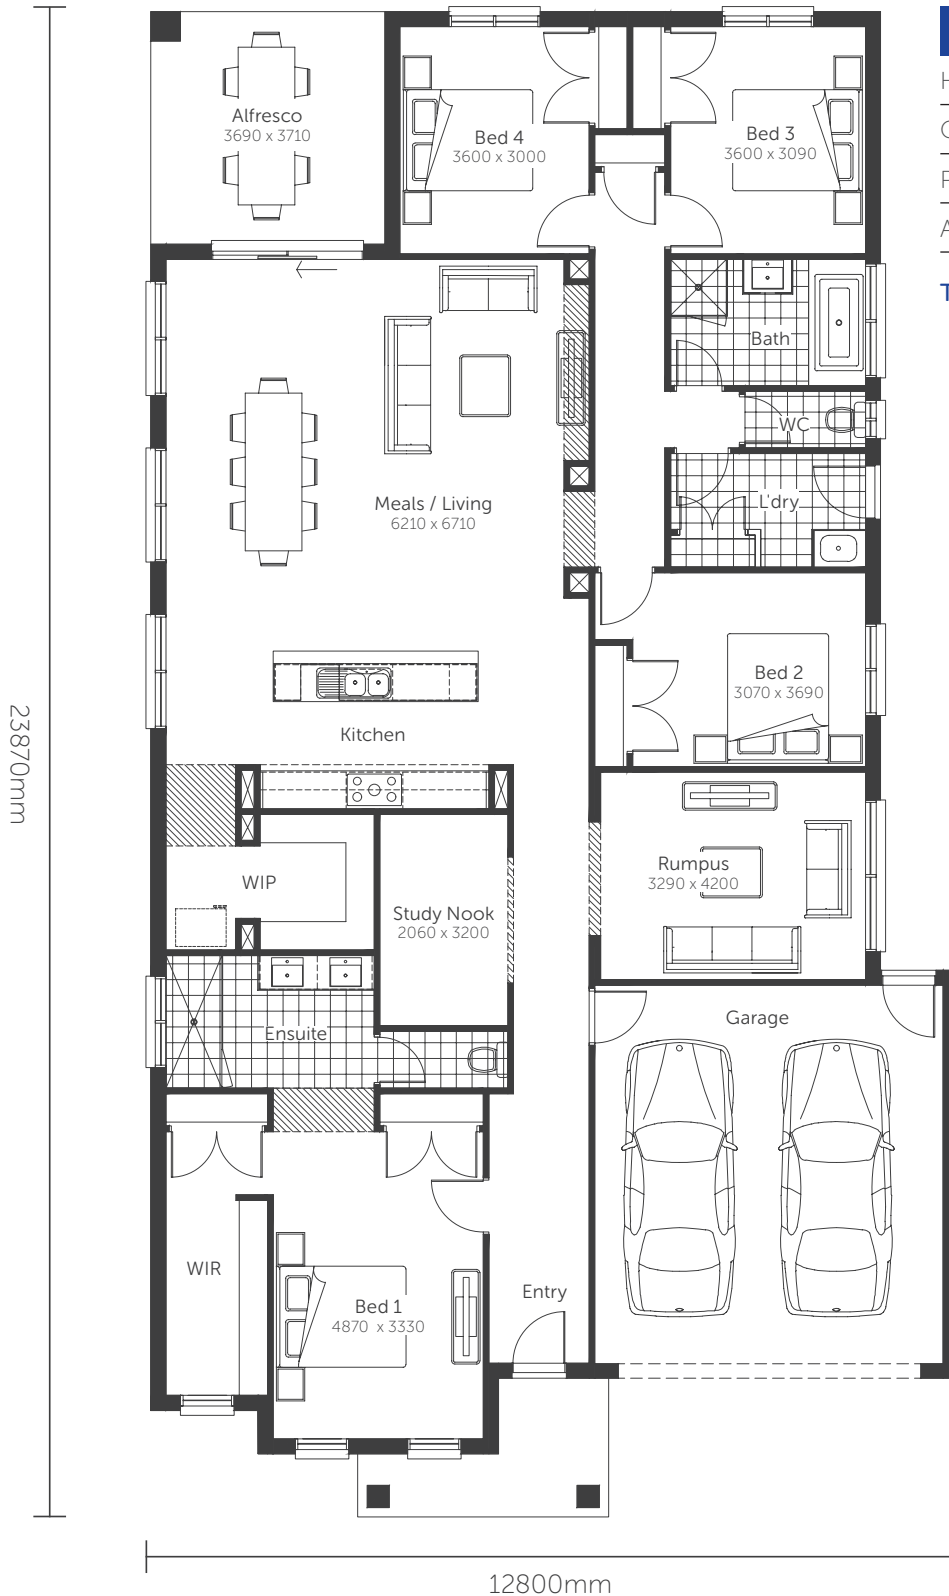 Alfresco
3690 x 3710
Bed 4
3600 x 3000
Bed 3
3600 x 3090
Bath
WC
L'dry
Meals / Living
6210 x 6710
Bed 2
3070 x 3690
Kitchen
23870mm
WIP
Study Nook
2060 x 3200
Rumpus
3290 x 4200
Ensuite
Garage
WIR
Bed 1
4870 x 3330
Entry
12800mm